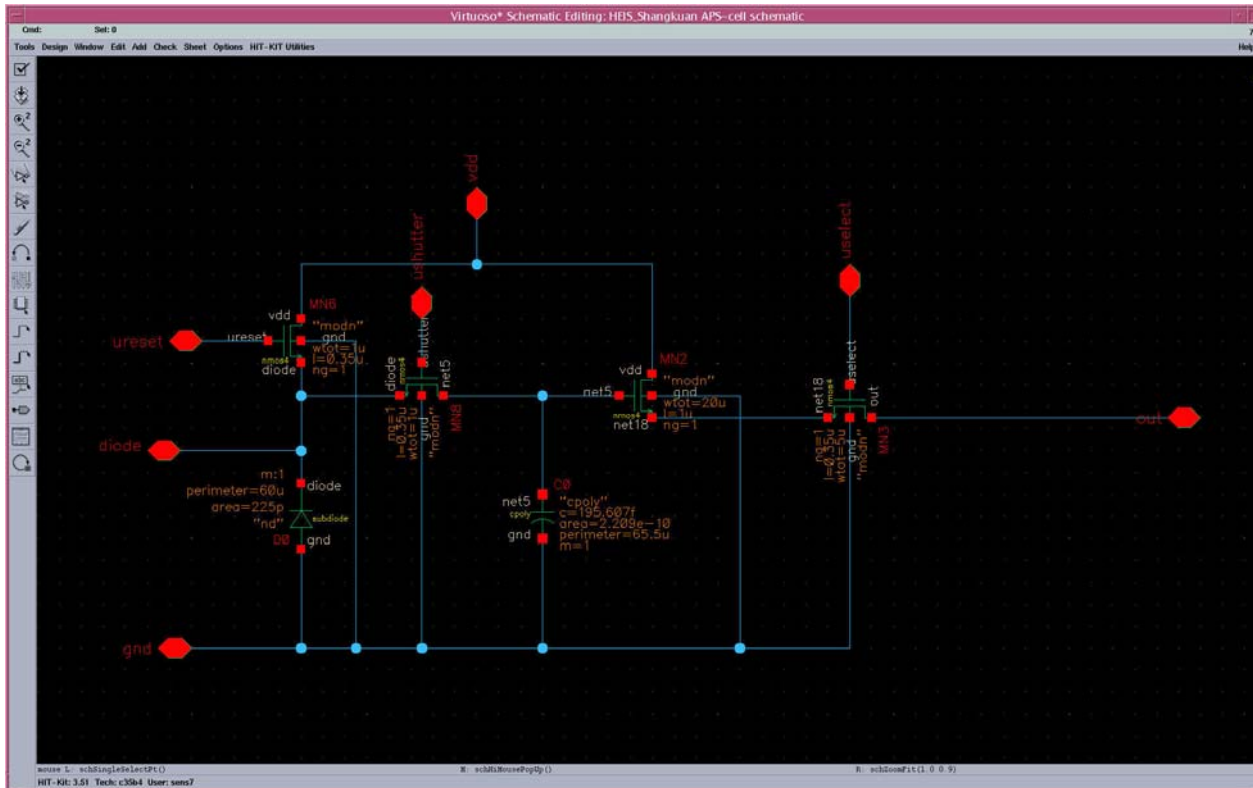 Virtuoso* Schematic Editing: HEIS_Shangkuan APS-cell schematic
Cmd: Sel: 0 7
Tools Design Window Edit Add Check Sheet Options HIT-KIT Utilities Help
vdd
ushutter
uselect
ureset
ureset
vdd
MN6
"modn"
gnd
wtot=1u
l=0.35u
ng=1
nmos4
diode
ushutter
diode
nmos4
net5
ng=1
l=0.35u
wtot=1u
gnd
"modn"
MN8
vdd
MN2
"modn"
gnd
wtot=20u
l=1u
ng=1
net5
nmos4
net18
uselect
net18
nmos4
out
ng=1
l=0.35u
wtot=5u
gnd
"modn"
MN3
out
diode
m:1
diode
perimeter=60u
area=225p
"nd"
subdiode
D0
gnd
C0
net5
"cpoly"
cpoly
c=195.607f
area=2.209e-10
gnd
perimeter=65.5u
m=1
gnd
mouse L: schSingleSelectPt() M: schHiMousePopUp() R: schZoomFit(1.0 0.9)
HIT-Kit: 3.51 Tech: c35b4 User: sens7